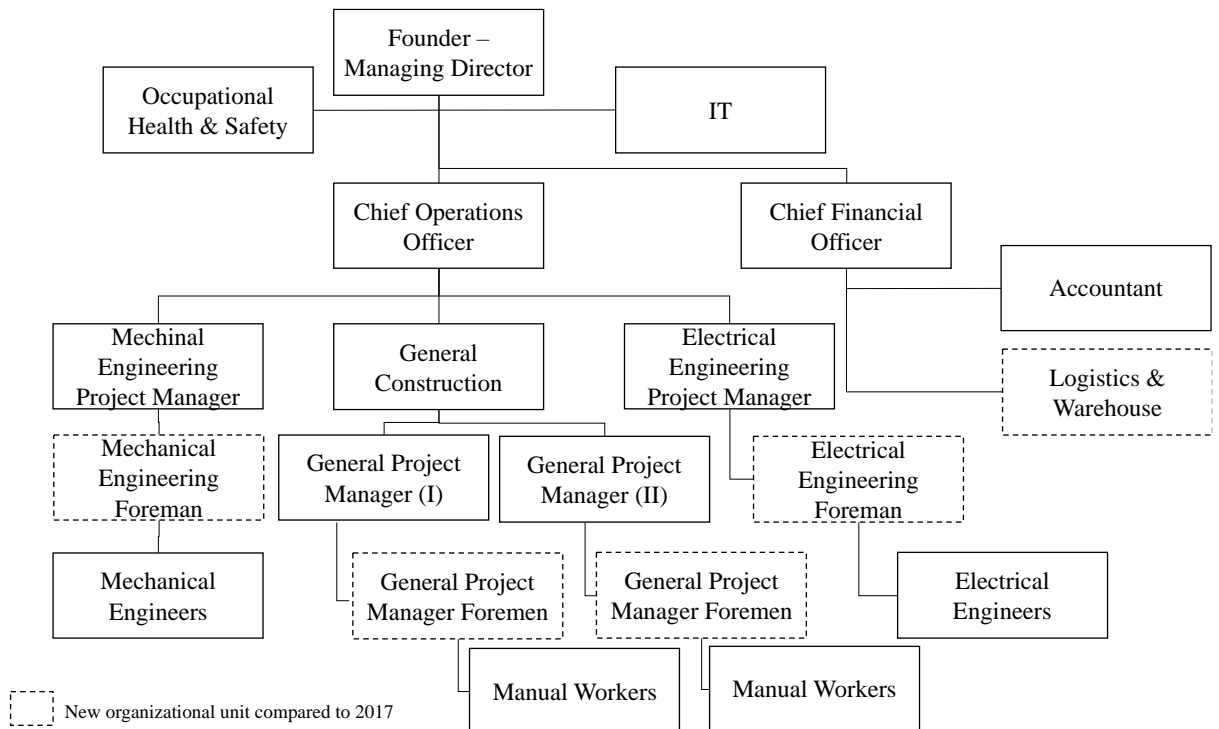 Founder –
Managing Director
Occupational
Health & Safety
IT
Chief Operations
Officer
Chief Financial
Officer
Accountant
Mechinal
Engineering
Project Manager
General
Construction
Electrical
Engineering
Project Manager
Logistics &
Warehouse
Mechanical
Engineering
Foreman
General Project
Manager (I)
General Project
Manager (II)
Electrical
Engineering
Foreman
Mechanical
Engineers
General Project
Manager Foremen
General Project
Manager Foremen
Electrical
Engineers
Manual Workers
Manual Workers
New organizational unit compared to 2017